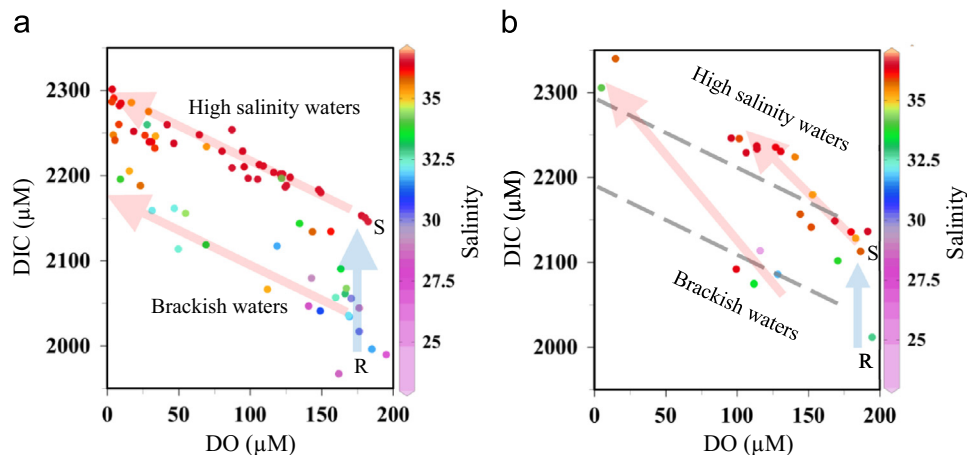 a
2300
2200
2100
2000
DIC (µM)
0
50
100
150
200
DO (µM)
High salinity waters
Brackish waters
S
R
35
32.5
30
27.5
25
Salinity
b
2300
2200
2100
2000
DIC (µM)
0
50
100
150
200
DO (µM)
High salinity waters
Brackish waters
S
R
35
32.5
30
27.5
25
Salinity